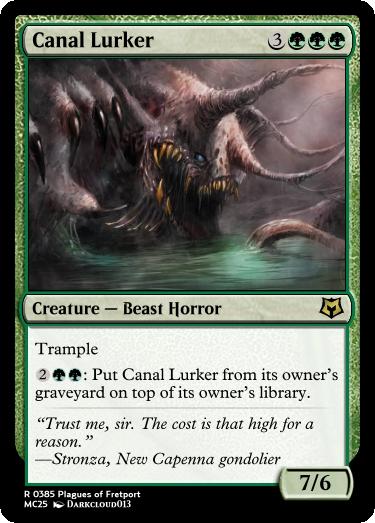 Canal Lurker 3
Creature — Beast Horror
Trample
2: Put Canal Lurker from its owner's
graveyard on top of its owner's library.
“Trust me, sir. The cost is that high for a
reason.”
—Stronza, New Capenna gondolier
7/6
R 0385 Plagues of Fretport
MC25 Darkcloud013